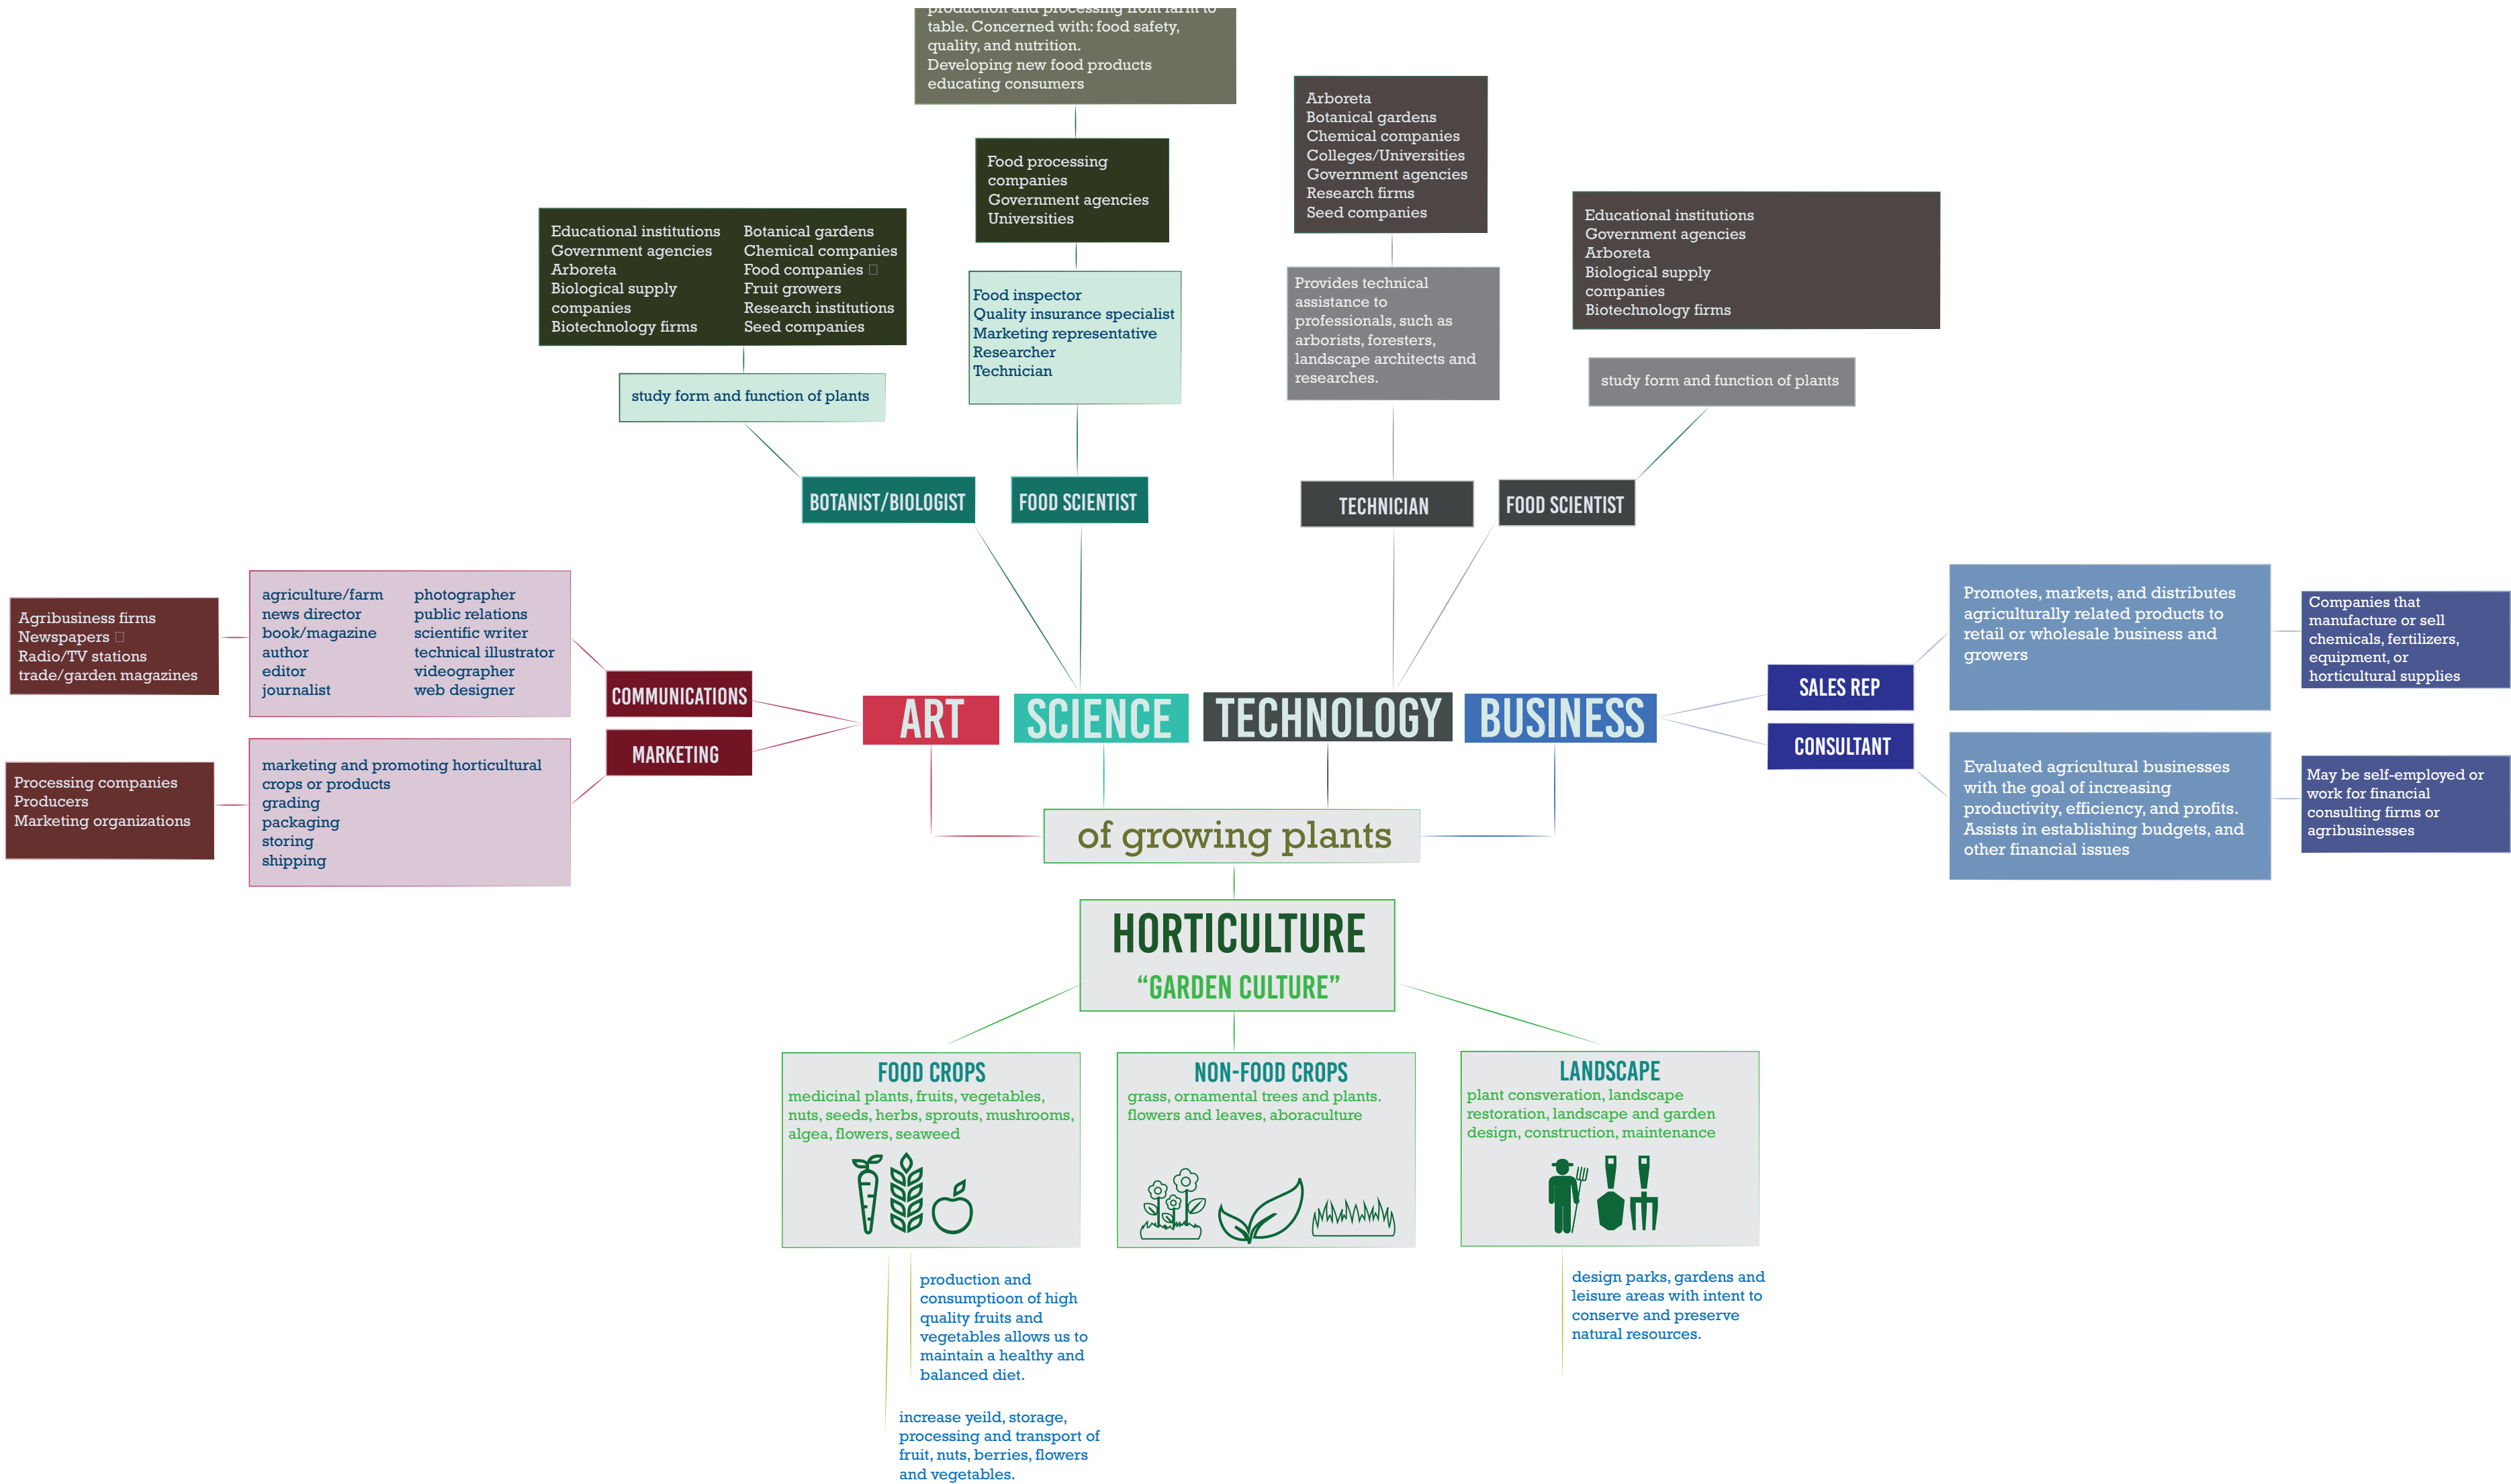 production and processing from farm to
table. Concerned with: food safety,
quality, and nutrition.
Developing new food products
educating consumers
Food processing
companies
Government agencies
Universities
Food inspector
Quality insurance specialist
Marketing representative
Researcher
Technician
Arboreta
Botanical gardens
Chemical companies
Colleges/Universities
Government agencies
Research firms
Seed companies
Provides technical
assistance to
professionals, such as
arborists, foresters,
landscape architects and
researches.
Educational institutions
Government agencies
Arboreta
Biological supply
companies
Biotechnology firms
Botanical gardens
Chemical companies
Food companies
Fruit growers
Research institutions
Seed companies
study form and function of plants
Educational institutions
Government agencies
Arboreta
Biological supply
companies
Biotechnology firms
study form and function of plants
BOTANIST/BIOLOGIST
FOOD SCIENTIST
TECHNICIAN
FOOD SCIENTIST
Agribusiness firms
Newspapers
Radio/TV stations
trade/garden magazines
agriculture/farm
news director
book/magazine
author
editor
journalist
photographer
public relations
scientific writer
technical illustrator
videographer
web designer
COMMUNICATIONS
MARKETING
Processing companies
Producers
Marketing organizations
marketing and promoting horticultural
crops or products
grading
packaging
storing
shipping
ART
SCIENCE
TECHNOLOGY
BUSINESS
SALES REP
CONSULTANT
Promotes, markets, and distributes
agriculturally related products to
retail or wholesale business and
growers
Companies that
manufacture or sell
chemicals, fertilizers,
equipment, or
horticultural supplies
Evaluated agricultural businesses
with the goal of increasing
productivity, efficiency, and profits.
Assists in establishing budgets, and
other financial issues
May be self-employed or
work for financial
consulting firms or
agribusinesses
of growing plants
HORTICULTURE
“GARDEN CULTURE”
FOOD CROPS
medicinal plants, fruits, vegetables,
nuts, seeds, herbs, sprouts, mushrooms,
algea, flowers, seaweed
NON-FOOD CROPS
grass, ornamental trees and plants.
flowers and leaves, aboraculture
LANDSCAPE
plant consveration, landscape
restoration, landscape and garden
design, construction, maintenance
production and
consumptioon of high
quality fruits and
vegetables allows us to
maintain a healthy and
balanced diet.
increase yeild, storage,
processing and transport of
fruit, nuts, berries, flowers
and vegetables.
design parks, gardens and
leisure areas with intent to
conserve and preserve
natural resources.